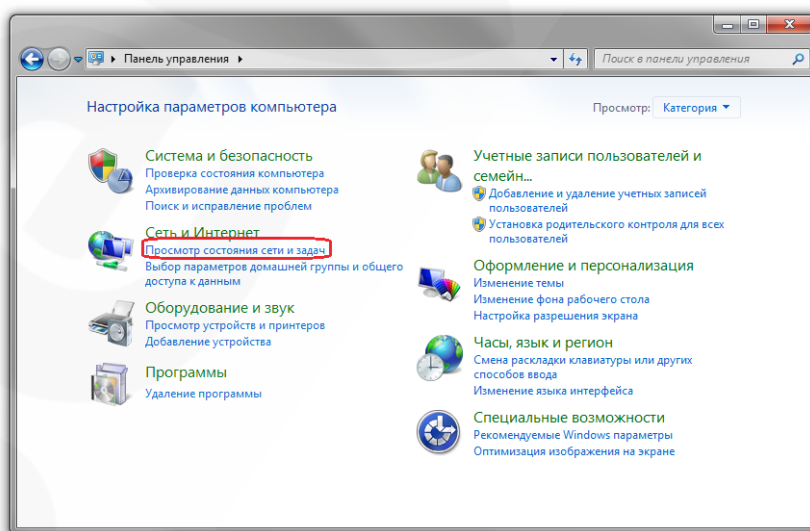 Панель управления
Поиск в панели управления
Настройка параметров компьютера
Просмотр: Категория
Система и безопасность
Проверка состояния компьютера
Архивирование данных компьютера
Поиск и исправление проблем
Сеть и Интернет
Просмотр состояния сети и задач
Выбор параметров домашней группы и общего
доступа к данным
Оборудование и звук
Просмотр устройств и принтеров
Добавление устройства
Программы
Удаление программы
Учетные записи пользователей и
семейн...
Добавление и удаление учетных записей
пользователей
Установка родительского контроля для всех
пользователей
Оформление и персонализация
Изменение темы
Изменение фона рабочего стола
Настройка разрешения экрана
Часы, язык и регион
Смена раскладки клавиатуры или других
способов ввода
Изменение языка интерфейса
Специальные возможности
Рекомендуемые Windows параметры
Оптимизация изображения на экране